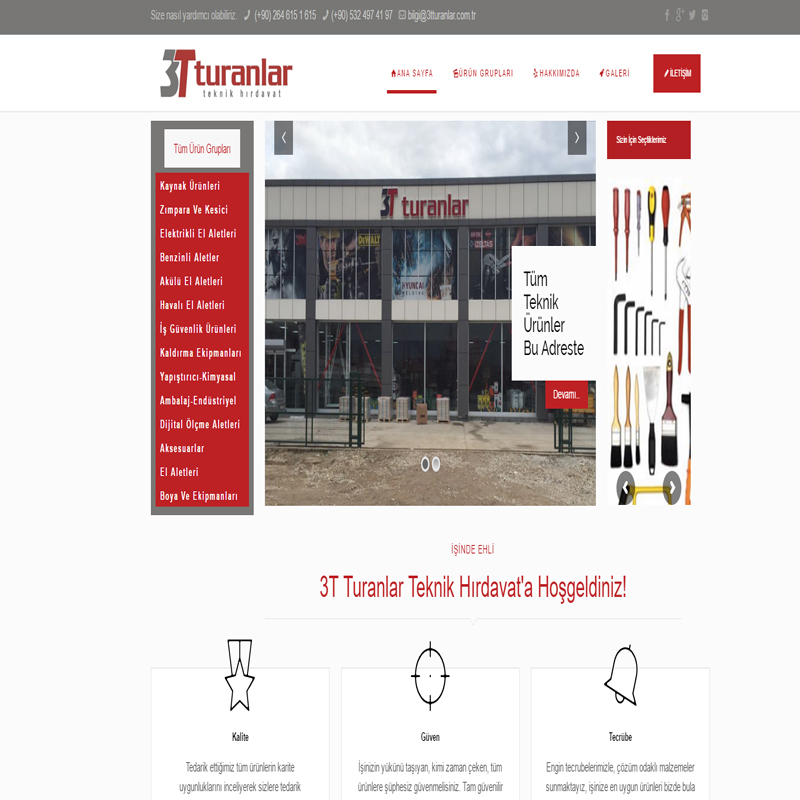 Size nasıl yardımcı olabiliriz. (+90) 264 615 1 615 (+90) 532 497 41 97 bilgi@3tturanlar.com.tr
3T turanlar
teknik hırdavat
ANA SAYFA ÜRÜN GRUPLARI HAKKIMIZDA GALERİ İLETİŞİM
Tüm Ürün Grupları
Kaynak Ürünleri
Zımpara Ve Kesici
Elektrikli El Aletleri
Benzinli Aletler
Akülü El Aletleri
Havalı El Aletleri
İş Güvenlik Ürünleri
Kaldırma Ekipmanları
Yapıştırıcı-Kimyasal
Ambalaj-Endüstriyel
Dijital Ölçme Aletleri
Aksesuarlar
El Aletleri
Boya Ve Ekipmanları
3T turanlar
DEWALT
HYUNDAI
Tüm
Teknik
Ürünler
Bu Adreste
Devamı...
Sizin İçin Seçtiklerimiz
İŞİNDE EHLİ
3T Turanlar Teknik Hırdavat'a Hoşgeldiniz!
Kalite
Tedarik ettiğimiz tüm ürünlerin karite
uygunluklarını inceliyerek sizlere tedarik
Güven
İşinizin yükünü taşıyan, kimi zaman çeken, tüm
ürünlere şüphesiz güvenmelisiniz. Tam güvenilir
Tecrübe
Engin tecrubelerimizle, çözüm odaklı malzemeler
sunmaktayız, işinize en uygun ürünleri bizde bula